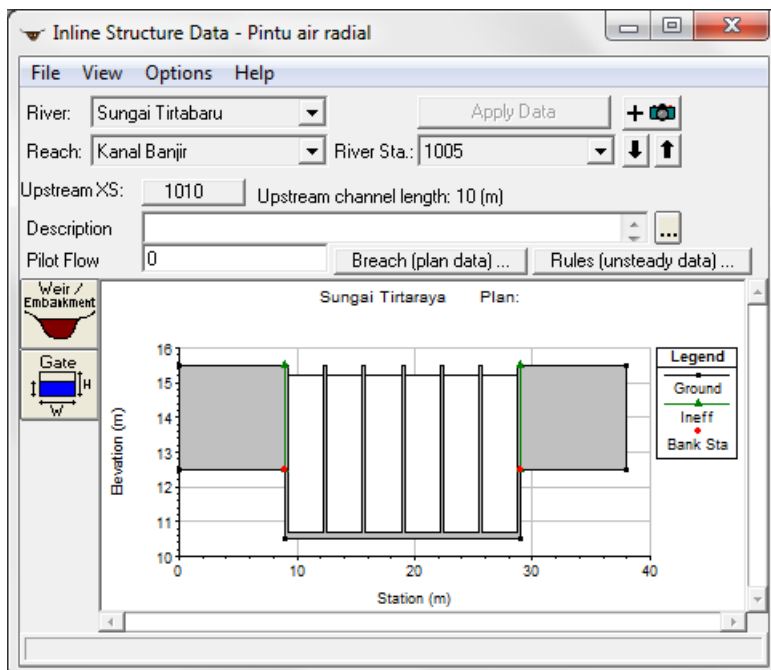 Inline Structure Data - Pintu air radial
File View Options Help
River: Sungai Tirtabaru Apply Data
Reach: Kanal Banjir River Sta.: 1005
Upstream XS: 1010 Upstream channel length: 10 (m)
Description ...
Pilot Flow 0 Breach (plan data) ... Rules (unsteady data) ...
Weir /
Embankment
Gate
H
W
Sungai Tirtaraya Plan:
Elevation (m)
16
15
14
13
12
11
10
0 10 20 30 40
Station (m)
Legend
Ground
Ineff
Bank Sta